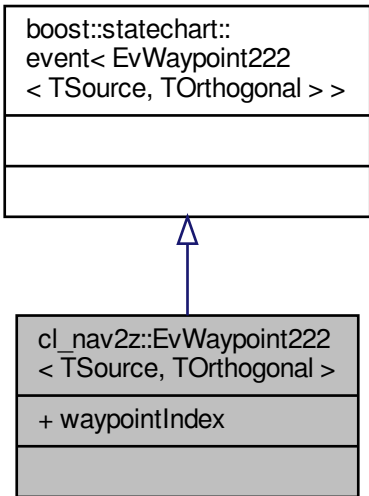 boost::statechart::
event< EvWaypoint222
< TSource, TOrthogonal > >
cl_nav2z::EvWaypoint222
< TSource, TOrthogonal >
+ waypointIndex